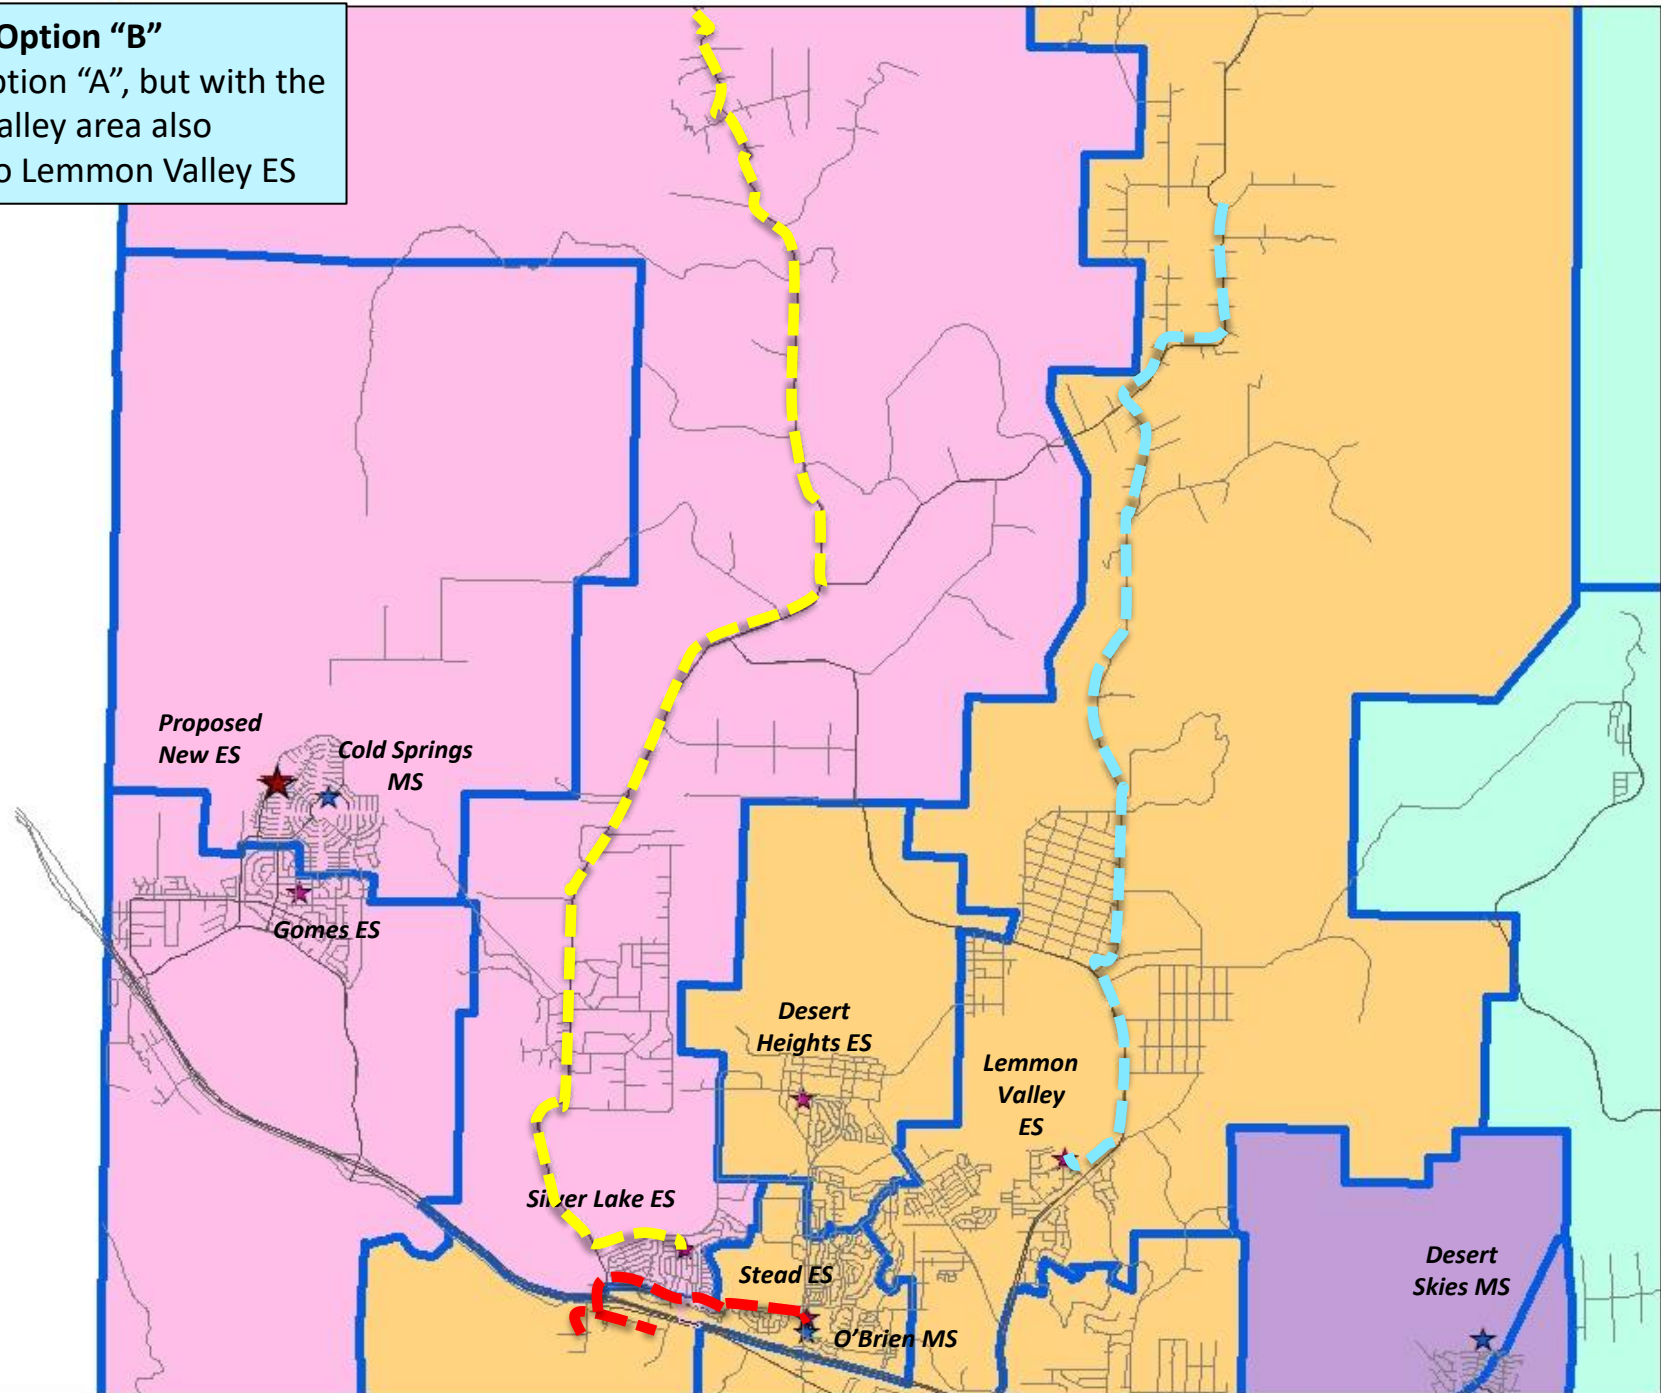 Option “B”
ption “A”, but with the
alley area also
o Lemmon Valley ES
Proposed
New ES
Cold Springs
MS
Gomes ES
Desert
Heights ES
Lemmon
Valley
ES
Silver Lake ES
Stead ES
O’Brien MS
Desert
Skies MS